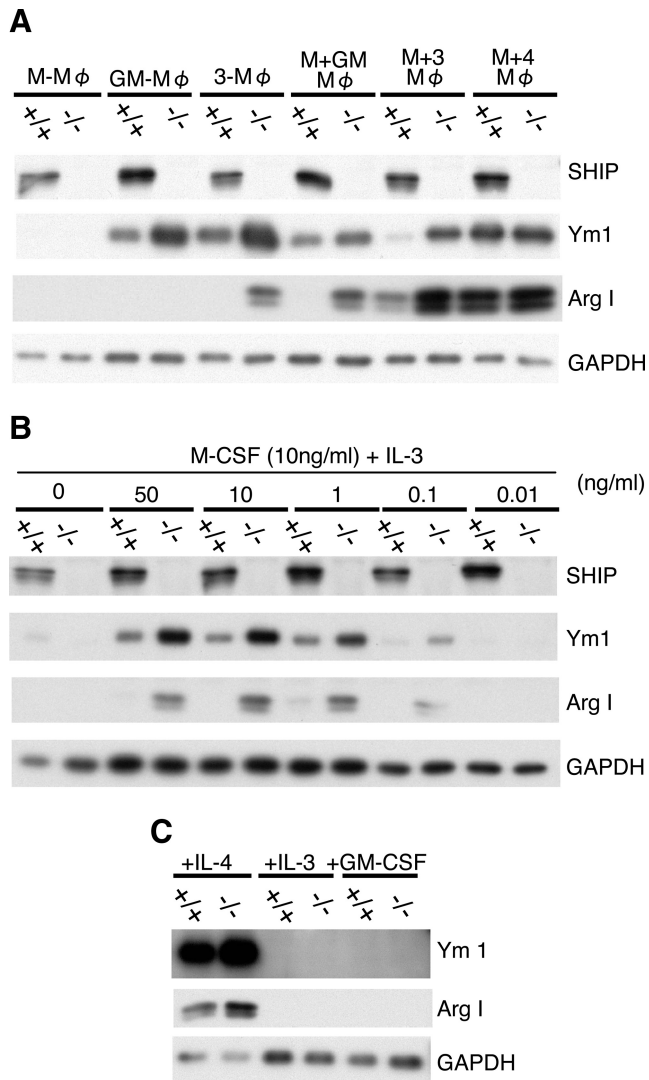 A
M-Mϕ GM-Mϕ 3-Mϕ M+GM Mϕ M+3 Mϕ M+4 Mϕ
+/+ -/- +/+ -/- +/+ -/- +/+ -/- +/+ -/- +/+ -/-
SHIP
Ym1
Arg I
GAPDH
B
M-CSF (10ng/ml) + IL-3
0 50 10 1 0.1 0.01 (ng/ml)
+/+ -/- +/+ -/- +/+ -/- +/+ -/- +/+ -/- +/+ -/-
SHIP
Ym1
Arg I
GAPDH
C
+IL-4 +IL-3 +GM-CSF
+/+ -/- +/+ -/- +/+ -/-
Ym 1
Arg I
GAPDH